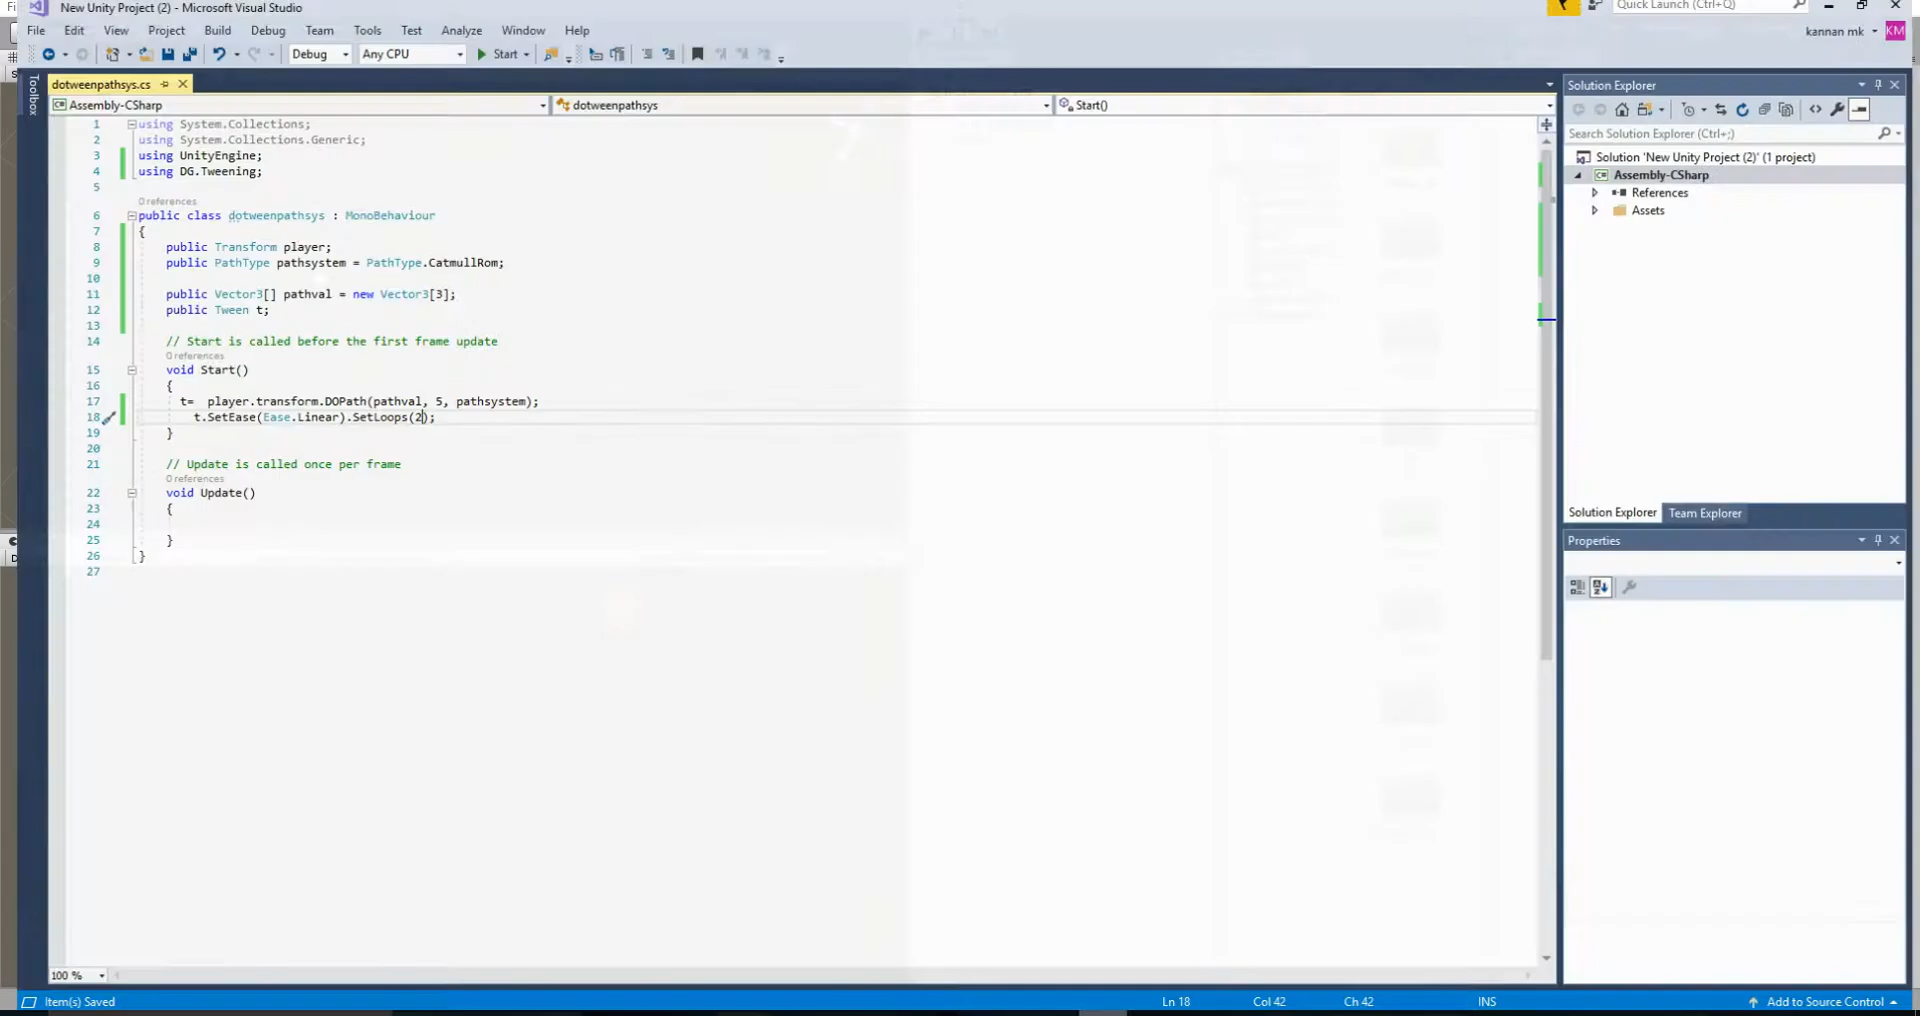 New Unity Project (2) - Microsoft Visual Studio
Quick Launch (Ctrl+Q)
File Edit View Project Build Debug Team Tools Test Analyze Window Help
kannan mk KM
Debug Any CPU Start
Toolbox
dotweenpathsys.cs
Assembly-CSharp dotweenpathsys Start()
1 using System.Collections;
2 using System.Collections.Generic;
3 using UnityEngine;
4 using DG.Tweening;
5
0 references
6 public class dotweenpathsys : MonoBehaviour
7 {
8 public Transform player;
9 public PathType pathsystem = PathType.CatmullRom;
10
11 public Vector3[] pathval = new Vector3[3];
12 public Tween t;
13
14 // Start is called before the first frame update
0 references
15 void Start()
16 {
17 t= player.transform.DOPath(pathval, 5, pathsystem);
18 t.SetEase(Ease.Linear).SetLoops(2);
19 }
20
21 // Update is called once per frame
0 references
22 void Update()
23 {
24
25 }
26 }
27
100 %
Solution Explorer
Search Solution Explorer (Ctrl+;)
Solution 'New Unity Project (2)' (1 project)
Assembly-CSharp
References
Assets
Solution Explorer Team Explorer
Properties
Item(s) Saved
Ln 18 Col 42 Ch 42 INS
Add to Source Control